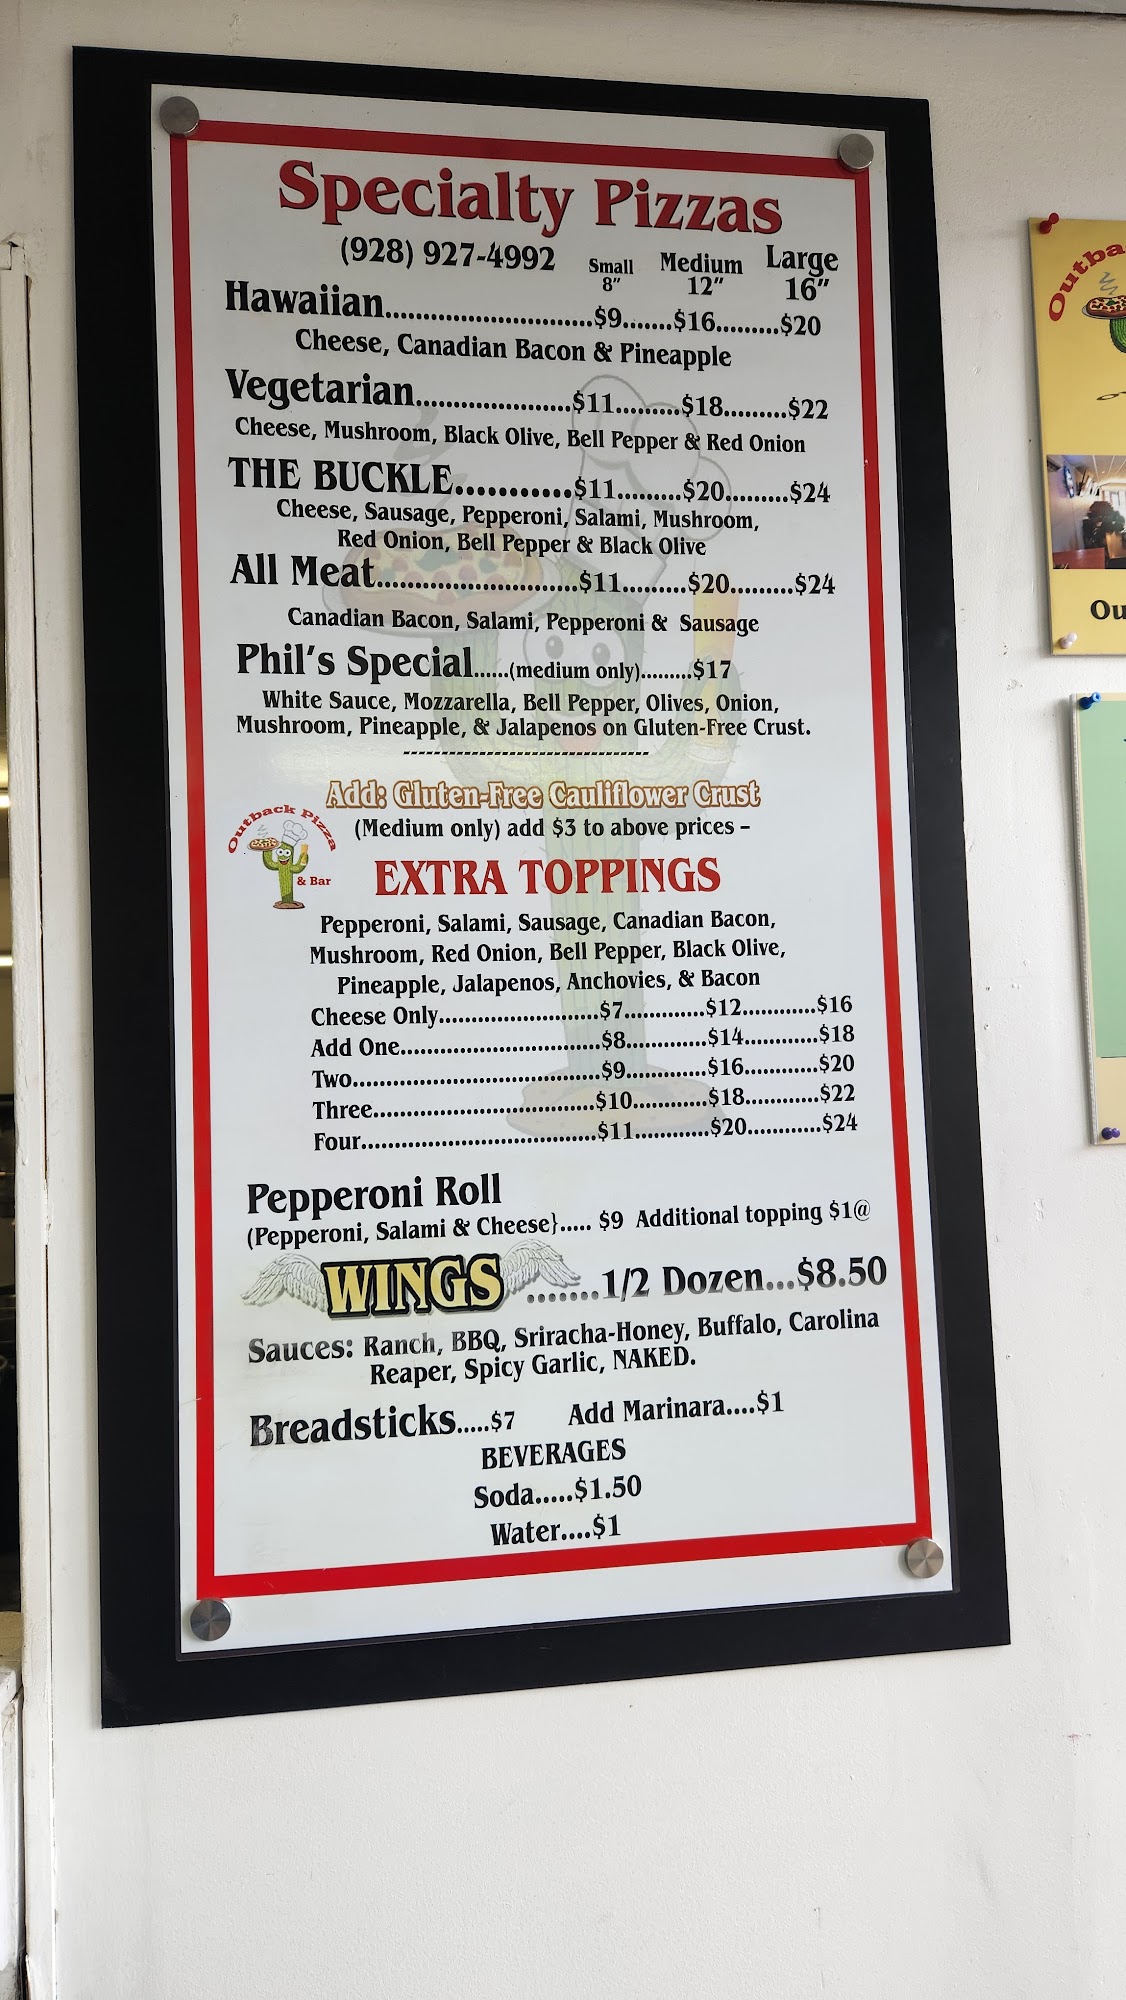 Specialty Pizzas
(928) 927-4992 Small Medium Large
8" 12" 16"
Hawaiian............................$9.......$16.........$20
Cheese, Canadian Bacon & Pineapple
Vegetarian......................$11.........$18.........$22
Cheese, Mushroom, Black Olive, Bell Pepper & Red Onion
THE BUCKLE...........$11.........$20.........$24
Cheese, Sausage, Pepperoni, Salami, Mushroom,
Red Onion, Bell Pepper & Black Olive
All Meat............................$11.........$20.........$24
Canadian Bacon, Salami, Pepperoni & Sausage
Phil's Special......(medium only).........$17
White Sauce, Mozzarella, Bell Pepper, Olives, Onion,
Mushroom, Pineapple, & Jalapenos on Gluten-Free Crust.
--------------------------------
Add: Gluten-Free Cauliflower Crust
(Medium only) add $3 to above prices –
Outback Pizza
& Bar
EXTRA TOPPINGS
Pepperoni, Salami, Sausage, Canadian Bacon,
Mushroom, Red Onion, Bell Pepper, Black Olive,
Pineapple, Jalapenos, Anchovies, & Bacon
Cheese Only........................$7.............$12............$16
Add One...............................$8.............$14............$18
Two......................................$9.............$16............$20
Three..................................$10............$18............$22
Four....................................$11............$20............$24
Pepperoni Roll
(Pepperoni, Salami & Cheese}..... $9 Additional topping $1@
WINGS .......1/2 Dozen...$8.50
Sauces: Ranch, BBQ, Sriracha-Honey, Buffalo, Carolina
Reaper, Spicy Garlic, NAKED.
Breadsticks.....$7 Add Marinara....$1
BEVERAGES
Soda.....$1.50
Water....$1
Outba
Ou